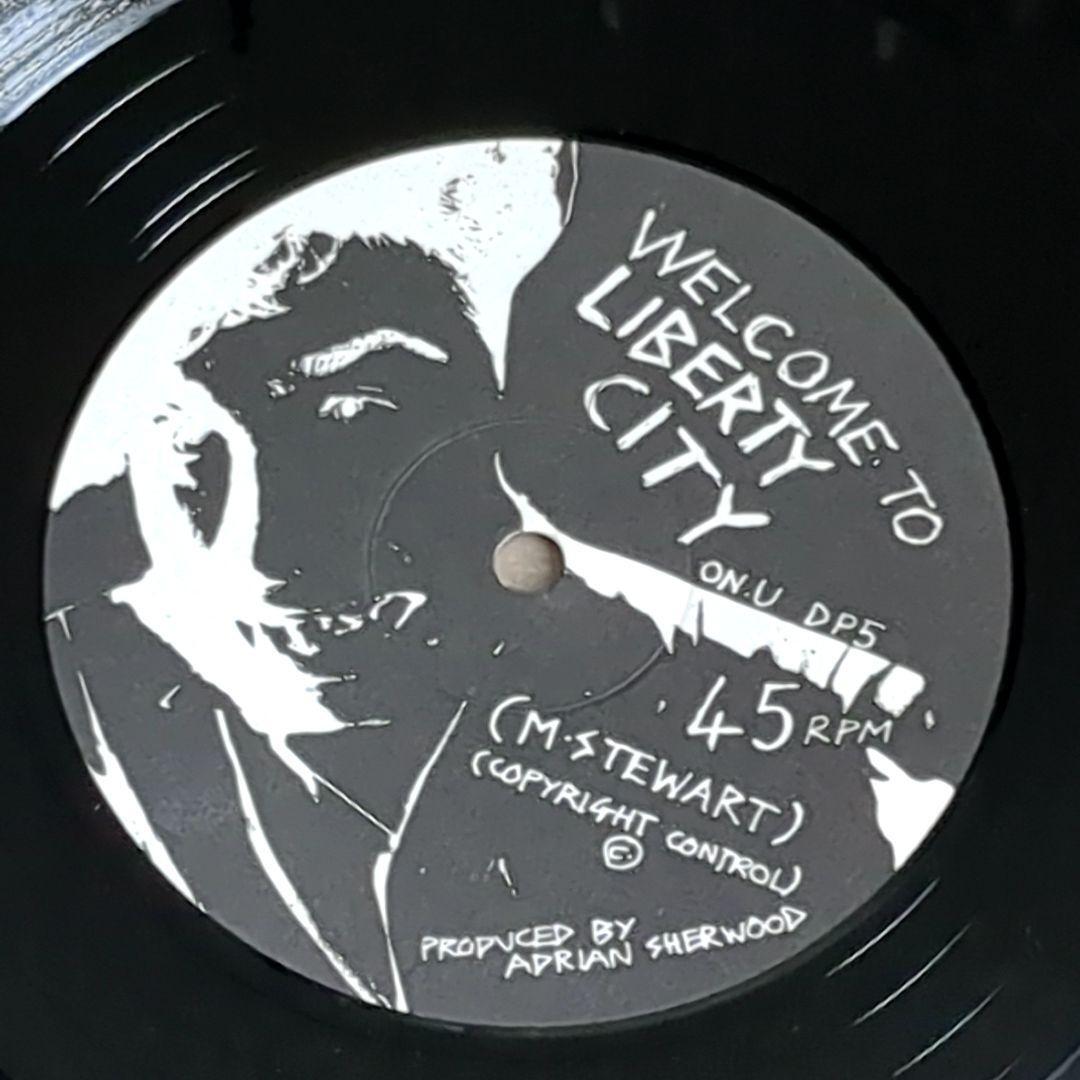 WELCOME. TO
LIBERTY
CITY
ON.U DP5
45 RPM
(M.STEWART)
(COPYRIGHT CONTROL)
©
PRODUCED BY
ADRIAN SHERWOOD